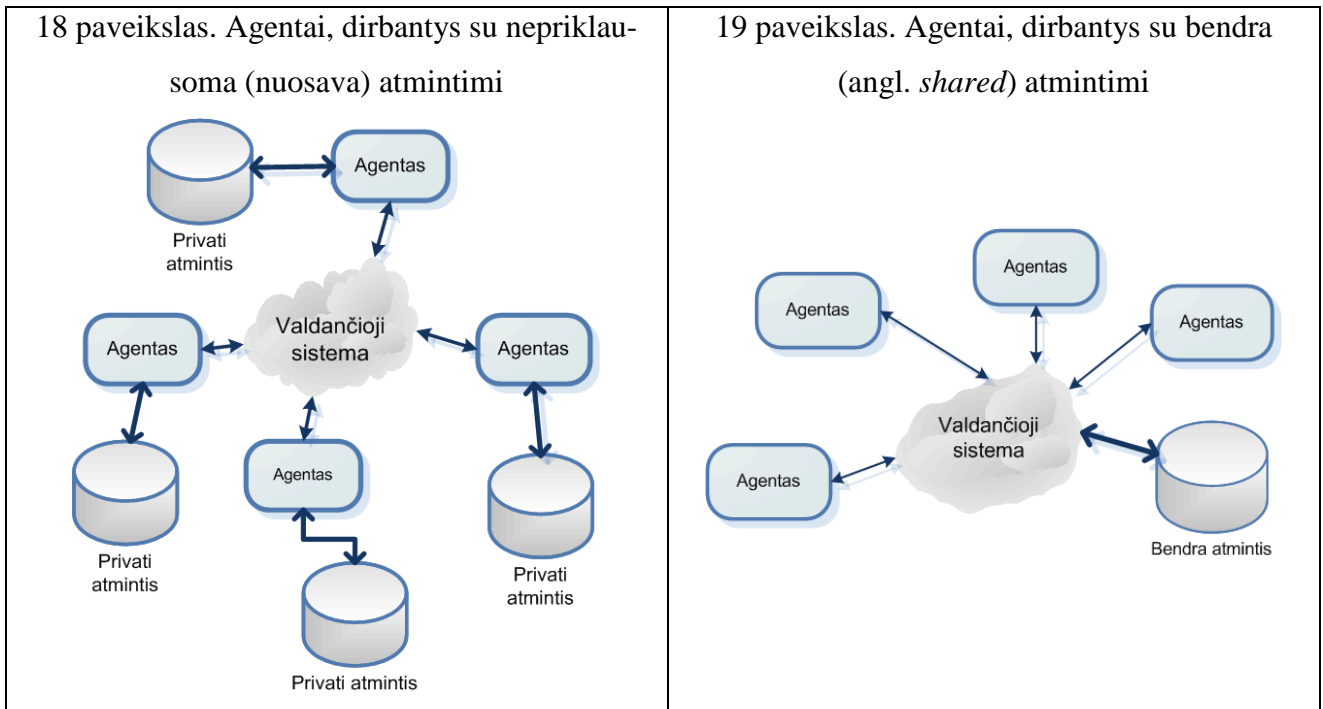 18 paveikslas. Agentai, dirbantys su nepriklau-
soma (nuosava) atmintimi
Agentas
Privati
atmintis
Valdančioji
sistema
Agentas
Agentas
Agentas
Privati
atmintis
Privati
atmintis
Privati atmintis
19 paveikslas. Agentai, dirbantys su bendra
(angl. shared) atmintimi
Agentas
Agentas
Agentas
Valdančioji
sistema
Agentas
Bendra atmintis